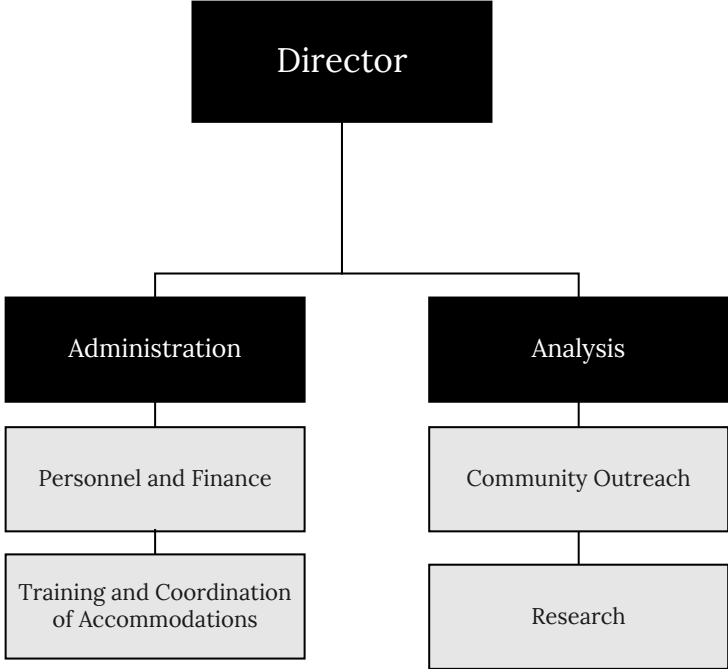 Director
Administration
Analysis
Personnel and Finance
Community Outreach
Training and Coordination
of Accommodations
Research